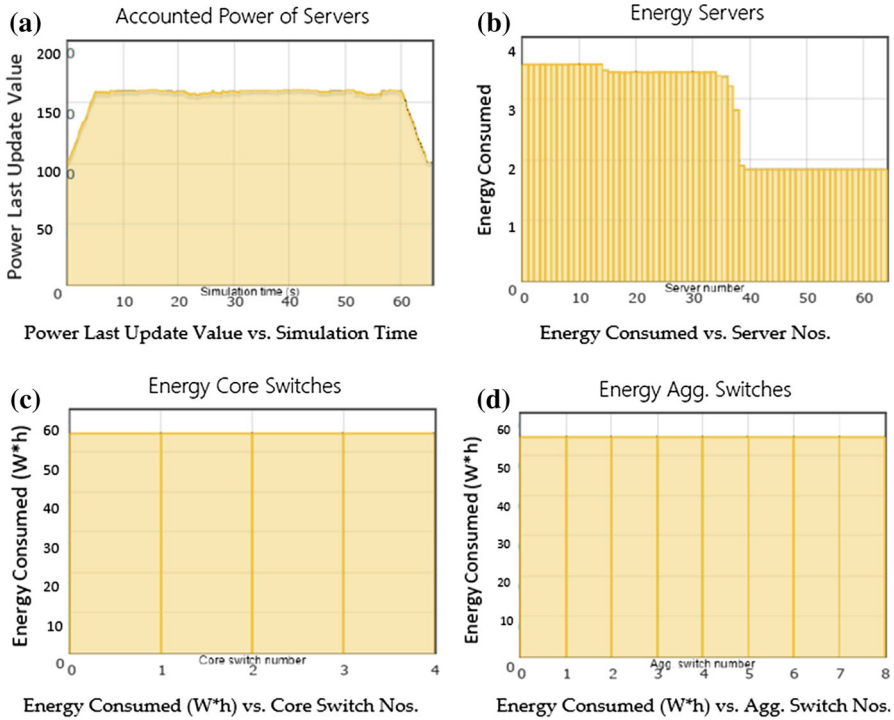 (a) Accounted Power of Servers
Power Last Update Value
200
0
150
0
100
0
50
0
10 20 30 40 50 60
Simulation time (s)
Power Last Update Value vs. Simulation Time
(b) Energy Servers
Energy Consumed
4
3
2
1
0
0 10 20 30 40 50 60
Server number
Energy Consumed vs. Server Nos.
(c) Energy Core Switches
Energy Consumed (W*h)
60
50
40
30
20
10
0
0 1 2 3 4
Core switch number
Energy Consumed (W*h) vs. Core Switch Nos.
(d) Energy Agg. Switches
Energy Consumed (W*h)
60
50
40
30
20
10
0
0 1 2 3 4 5 6 7 8
Agg. switch number
Energy Consumed (W*h) vs. Agg. Switch Nos.